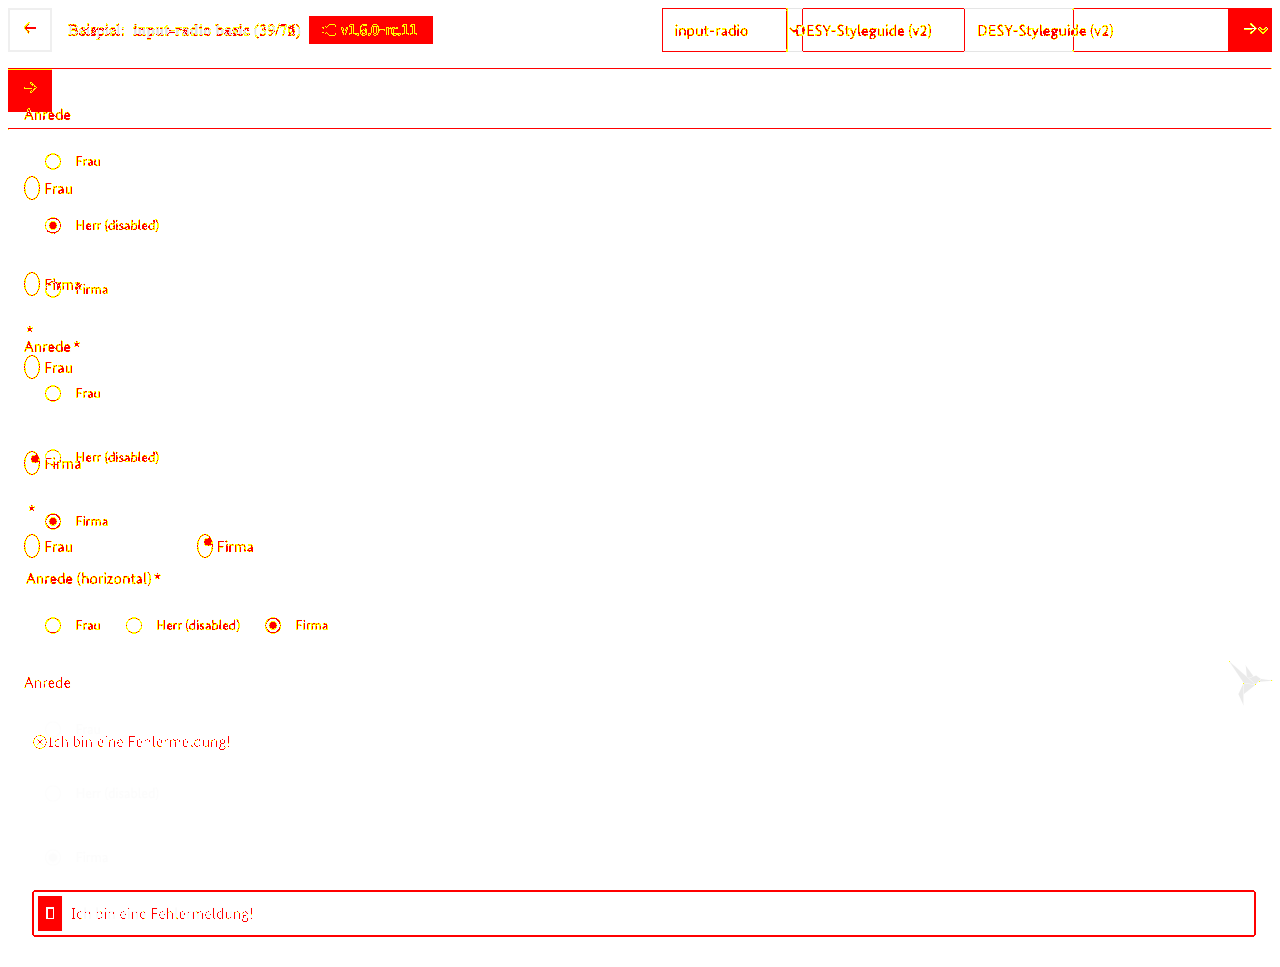 Beispiel: input-radio basic v1.6.0-rc.11 input-radio DESY-Styleguide (v2) DESY-Styleguide (v2)
Anrede
Frau
Frau
Herr (disabled)
Firma
Firma
*
Anrede *
Frau
Frau
Herr (disabled)
Firma
*
Firma
Frau Firma
Anrede (horizontal) *
Frau Herr (disabled) Firma
Anrede
Ich bin eine Fehlermeldung!
Ich bin eine Fehlermeldung!